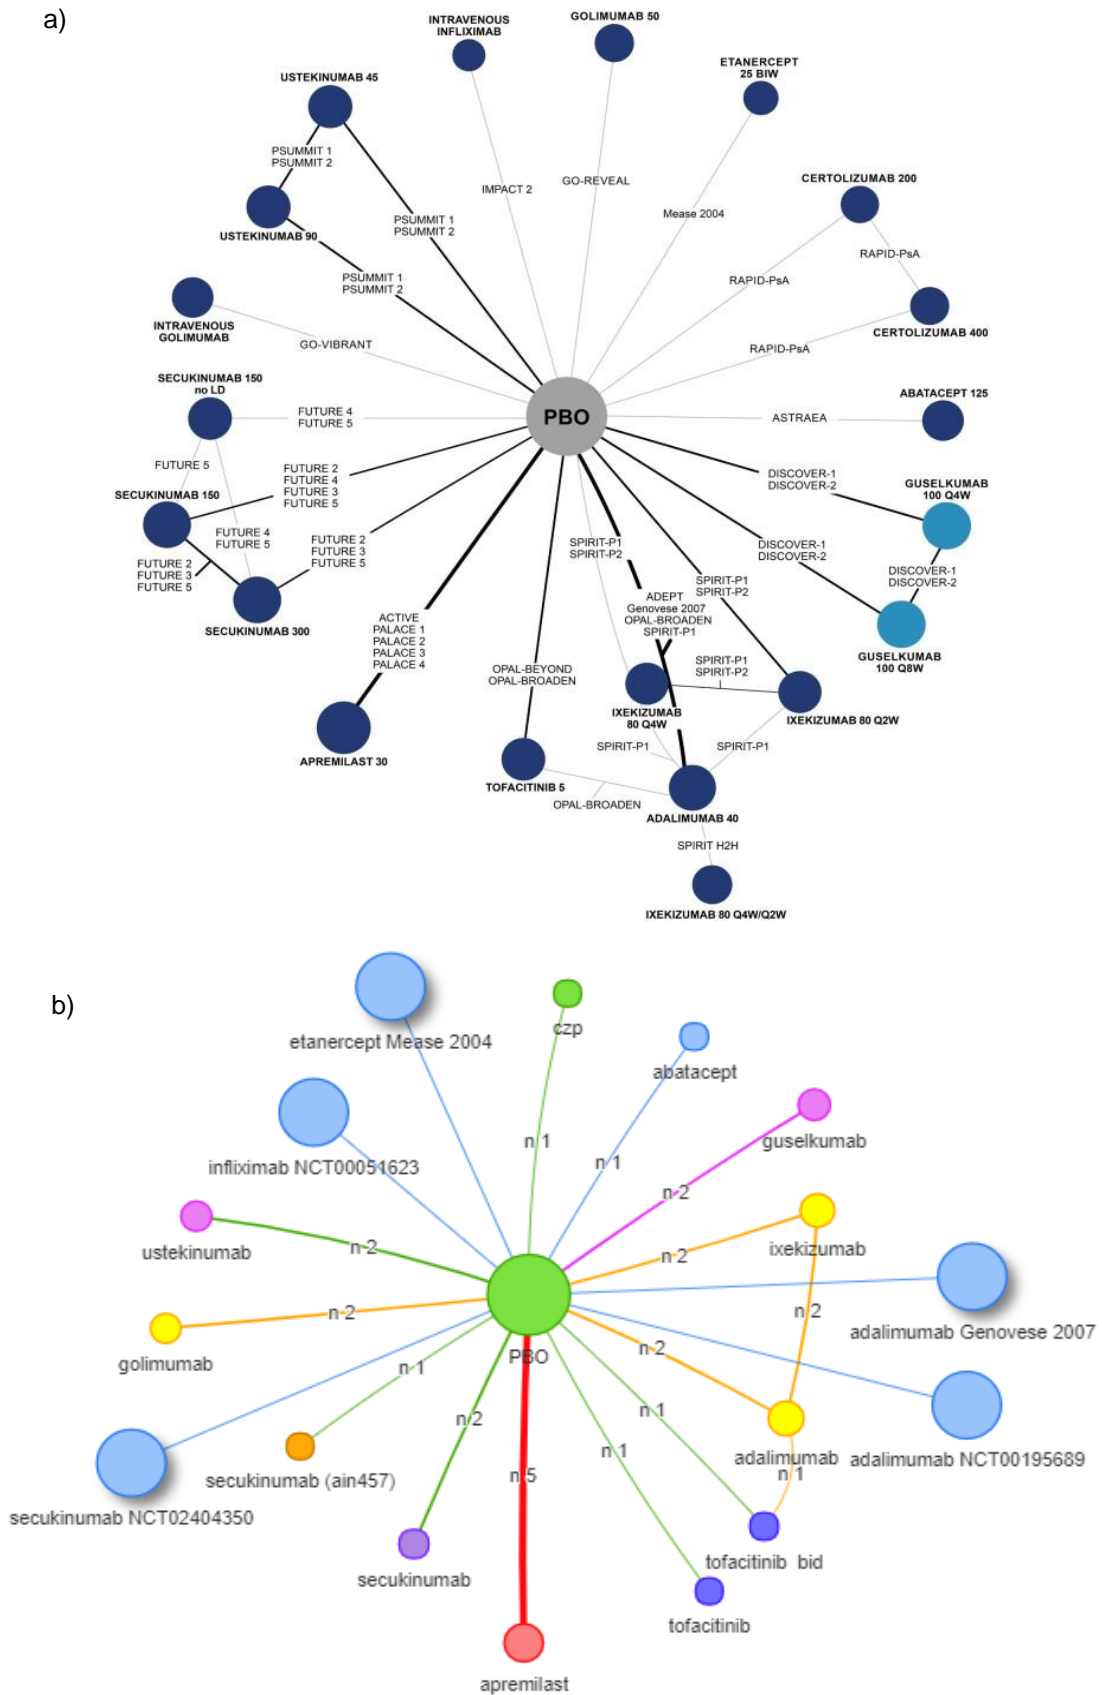 a)
INTRAVENOUS
INFLIXIMAB
GOLIMUMAB 50
ETANERCEPT
25 BIW
USTEKINUMAB 45
PSUMMIT 1
PSUMMIT 2
IMPACT 2
GO-REVEAL
CERTOLIZUMAB 200
Mease 2004
PSUMMIT 1
PSUMMIT 2
USTEKINUMAB 90
RAPID-PsA
PSUMMIT 1
PSUMMIT 2
RAPID-PsA
INTRAVENOUS
GOLIMUMAB
CERTOLIZUMAB 400
GO-VIBRANT
RAPID-PsA
SECUKINUMAB 150
no LD
ABATACEPT 125
FUTURE 4
FUTURE 5
PBO
ASTRAEA
FUTURE 5
FUTURE 2
FUTURE 4
FUTURE 3
FUTURE 5
DISCOVER-1
DISCOVER-2
GUSELKUMAB
100 Q4W
SECUKINUMAB 150
FUTURE 4
FUTURE 5
FUTURE 2
FUTURE 3
FUTURE 5
SPIRIT-P1
SPIRIT-P2
DISCOVER-1
DISCOVER-2
FUTURE 2
FUTURE 3
FUTURE 5
DISCOVER-1
DISCOVER-2
SPIRIT-P1
SPIRIT-P2
ADEPT
Genovese 2007
OPAL-BROADEN
SPIRIT-P1
SECUKINUMAB 300
ACTIVE
PALACE 1
PALACE 2
PALACE 3
PALACE 4
GUSELKUMAB
100 Q8W
OPAL-BEYOND
OPAL-BROADEN
SPIRIT-P1
SPIRIT-P2
IXEKIZUMAB
80 Q4W
IXEKIZUMAB 80 Q2W
SPIRIT-P1
SPIRIT-P1
APREMILAST 30
TOFACITINIB 5
OPAL-BROADEN
ADALIMUMAB 40
SPIRIT H2H
IXEKIZUMAB 80 Q4W/Q2W
b)
czp
etanercept Mease 2004
abatacept
n 1
guselkumab
n 1
infliximab NCT00051623
n 2
ustekinumab
n 2
n 2
ixekizumab
n 2
n 2
adalimumab Genovese 2007
golimumab
PBO
n 2
n 1
n 1
n 2
n 1
adalimumab
adalimumab NCT00195689
n 5
n 1
secukinumab (ain457)
secukinumab NCT02404350
tofacitinib bid
secukinumab
tofacitinib
apremilast